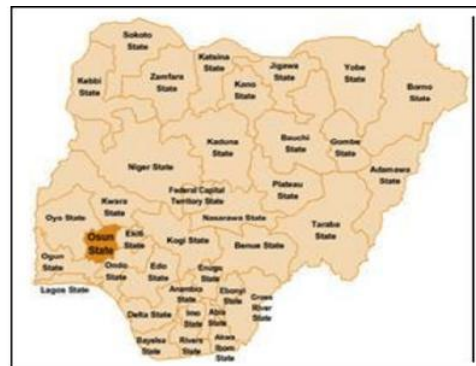 Sokoto
State
Katsina
State
Jigawa
State
Yobe
State
Borno
State
Kebbi
State
Zamfara
State
Kano
State
Kaduna
State
Bauchi
State
Gombe
State
Adamawa
State
Niger State
Plateau
State
Federal Capital
Territory State
Nasarawa State
Taraba
State
Kwara
State
Oyo State
Osun
State
Ekiti
State
Kogi State
Benue State
Ogun
State
Ondo
State
Edo
State
Enugu
State
Lagos State
Anambra
State
Ebonyi
State
Cross
River
State
Delta State
Imo
State
Abia
State
Bayelsa
State
Rivers
State
Akwa
Ibom
State